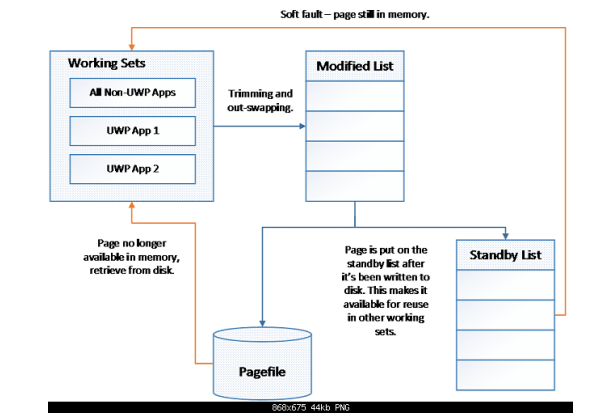 Soft fault – page still in memory.
Working Sets
All Non-UWP Apps
UWP App 1
UWP App 2
Trimming and
out-swapping.
Modified List
Page no longer
available in memory,
retrieve from disk.
Page is put on the
standby list after
it's been written to
disk. This makes it
available for reuse
in other working
sets.
Standby List
Pagefile
868x675 44kb PNG